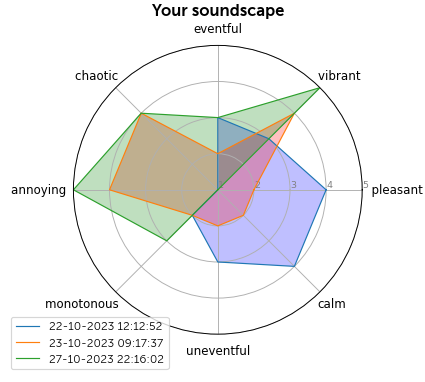 Your soundscape
eventful
chaotic
vibrant
annoying
1
2
3
4
5
pleasant
monotonous
calm
uneventful
22-10-2023 12:12:52
23-10-2023 09:17:37
27-10-2023 22:16:02